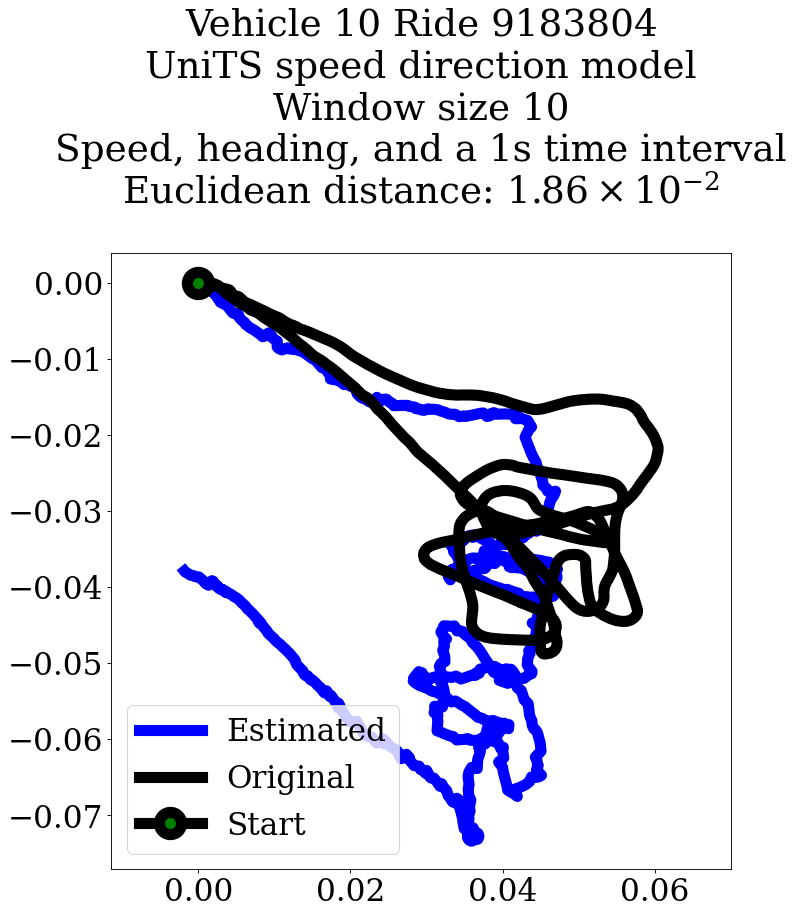 Vehicle 10 Ride 9183804
UniTS speed direction model
Window size 10
Speed, heading, and a 1s time interval
Euclidean distance: 1.86 × 10⁻²
0.00
−0.01
−0.02
−0.03
−0.04
−0.05
−0.06
−0.07
Estimated
Original
Start
0.00 0.02 0.04 0.06